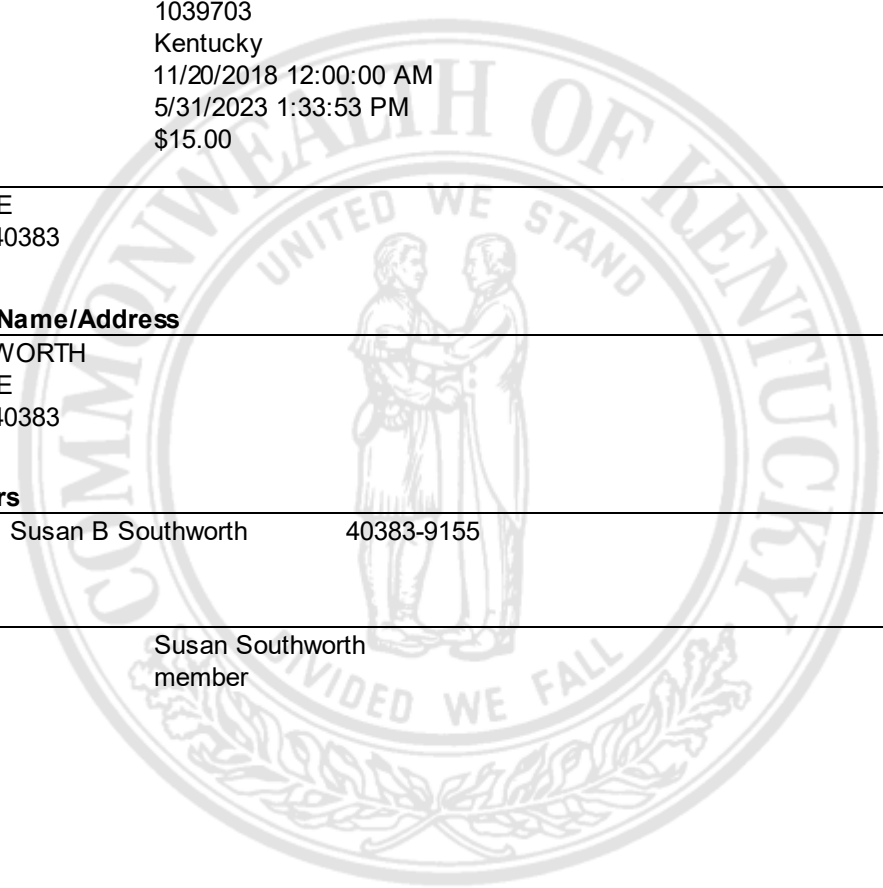 1039703
Kentucky
11/20/2018 12:00:00 AM
5/31/2023 1:33:53 PM
$15.00
E
40383
Name/Address
WORTH
E
40383
rs
Susan B Southworth 40383-9155
Susan Southworth
member
COMMONWEALTH OF KENTUCKY
UNITED WE STAND
DIVIDED WE FALL